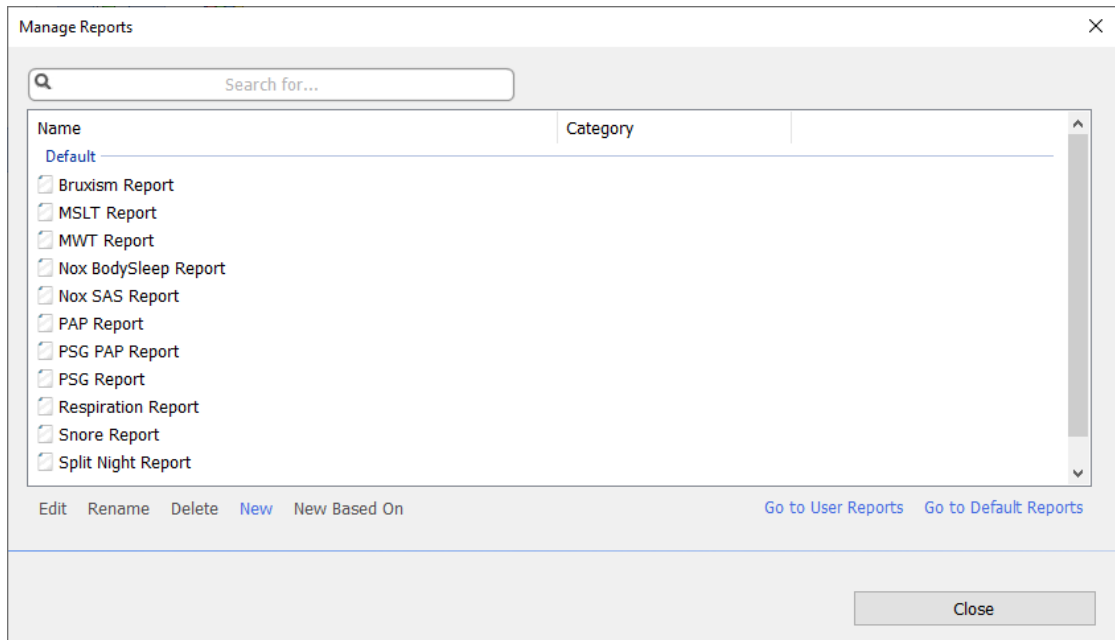 Manage Reports
Search for...
Name Category
Default
Bruxism Report
MSLT Report
MWT Report
Nox BodySleep Report
Nox SAS Report
PAP Report
PSG PAP Report
PSG Report
Respiration Report
Snore Report
Split Night Report
Edit Rename Delete New New Based On Go to User Reports Go to Default Reports
Close